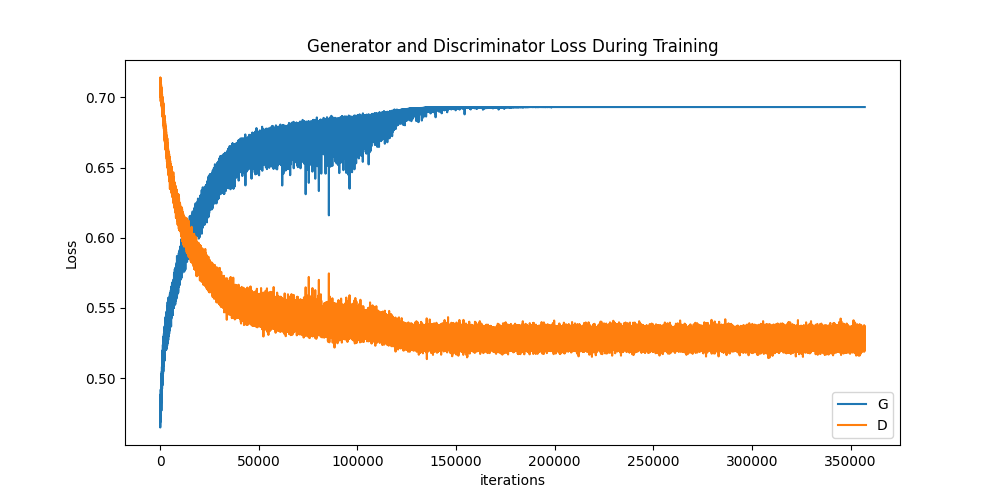 Generator and Discriminator Loss During Training
0.70
0.65
0.60
0.55
0.50
Loss
0
50000
100000
150000
200000
250000
300000
350000
iterations
G
D